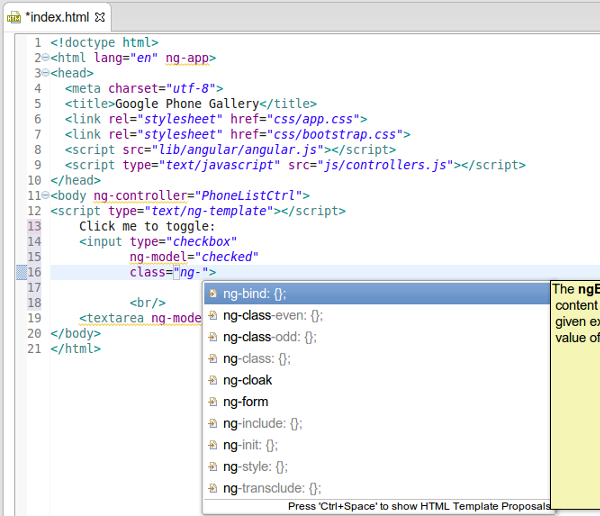 *index.html
1 <!doctype html>
2 <html lang="en" ng-app>
3 <head>
4 <meta charset="utf-8">
5 <title>Google Phone Gallery</title>
6 <link rel="stylesheet" href="css/app.css">
7 <link rel="stylesheet" href="css/bootstrap.css">
8 <script src="lib/angular/angular.js"></script>
9 <script type="text/javascript" src="js/controllers.js"></script>
10 </head>
11 <body ng-controller="PhoneListCtrl">
12 <script type="text/ng-template"></script>
13 Click me to toggle:
14 <input type="checkbox"
15 ng-model="checked"
16 class="ng-">
17
18 <br/>
19 <textarea ng-mode
20 </body>
21 </html>
ng-bind: {};
ng-class-even: {};
ng-class-odd: {};
ng-class: {};
ng-cloak
ng-form
ng-include: {};
ng-init: {};
ng-style: {};
ng-transclude: {};
Press 'Ctrl+Space' to show HTML Template Proposals
The ngB
content
given ex
value of